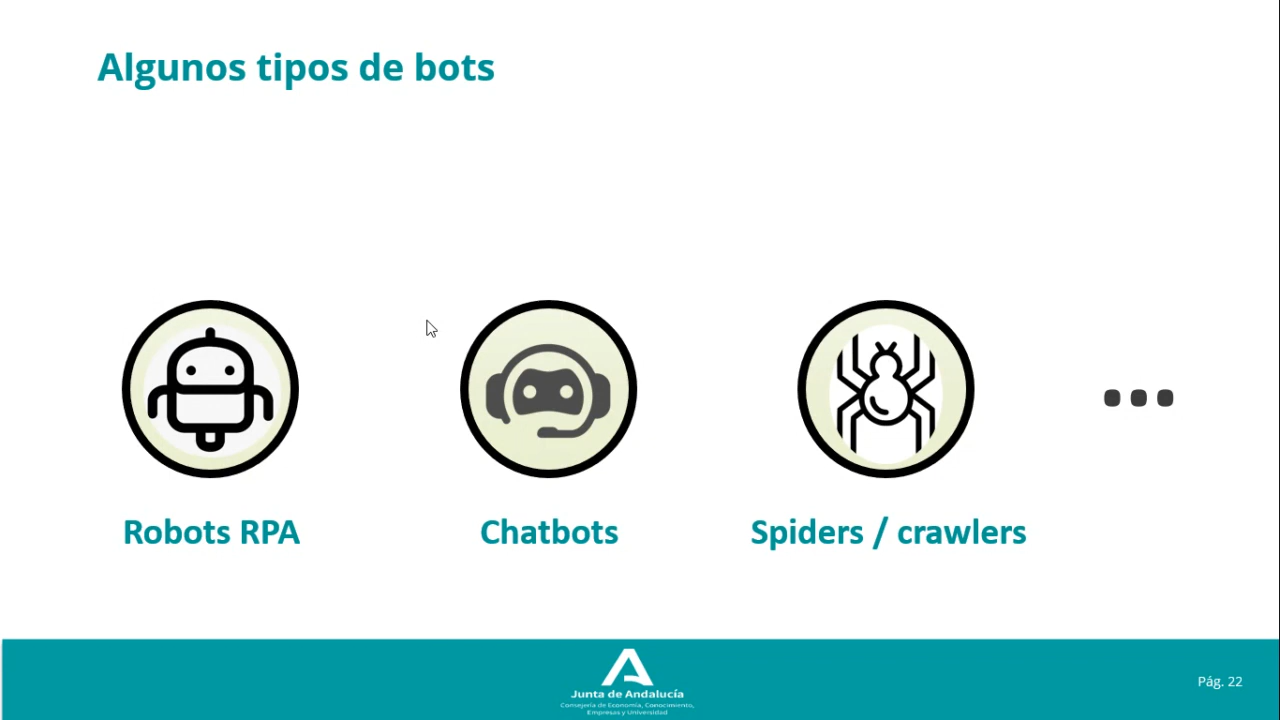 Algunos tipos de bots
Robots RPA
Chatbots
Spiders / crawlers
Junta de Andalucía
Consejería de Economía, Conocimiento,
Empresas y Universidad
Pág. 22